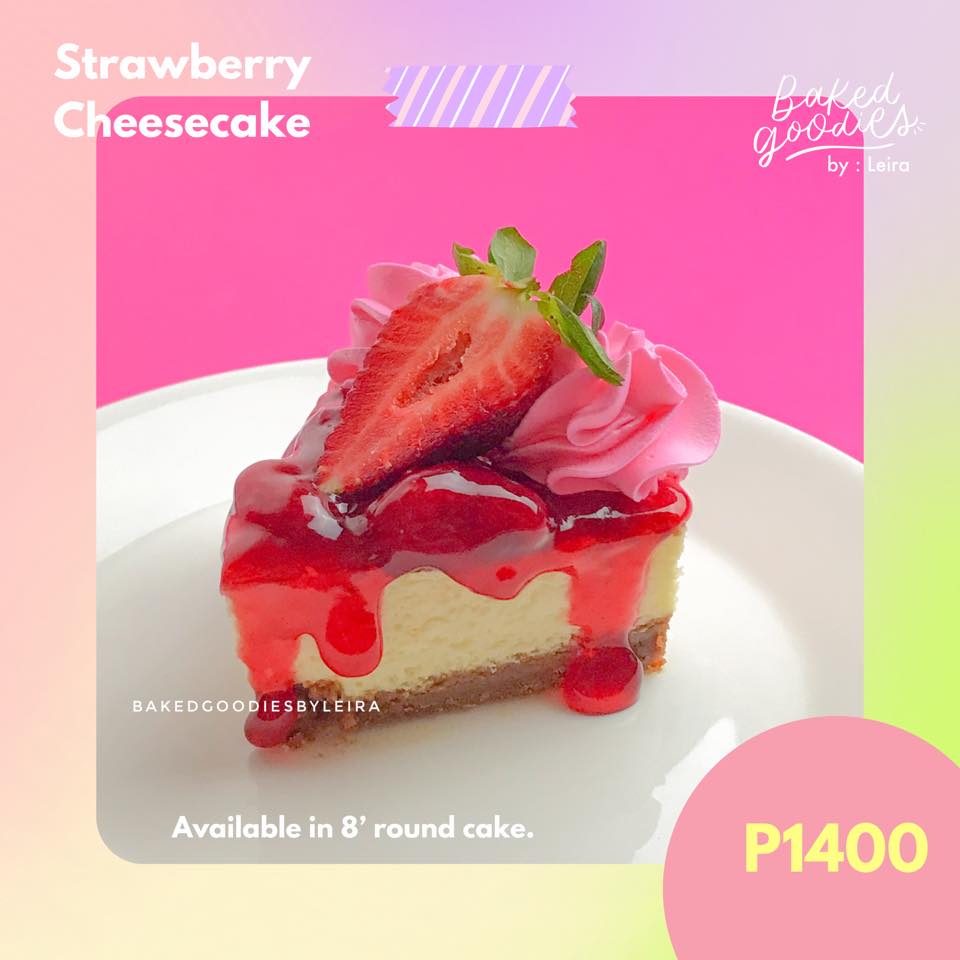 Strawberry
Cheesecake
Baked
goodies
by : Leira
BAKEDGOODIESBYLEIRA
Available in 8’ round cake.
P1400